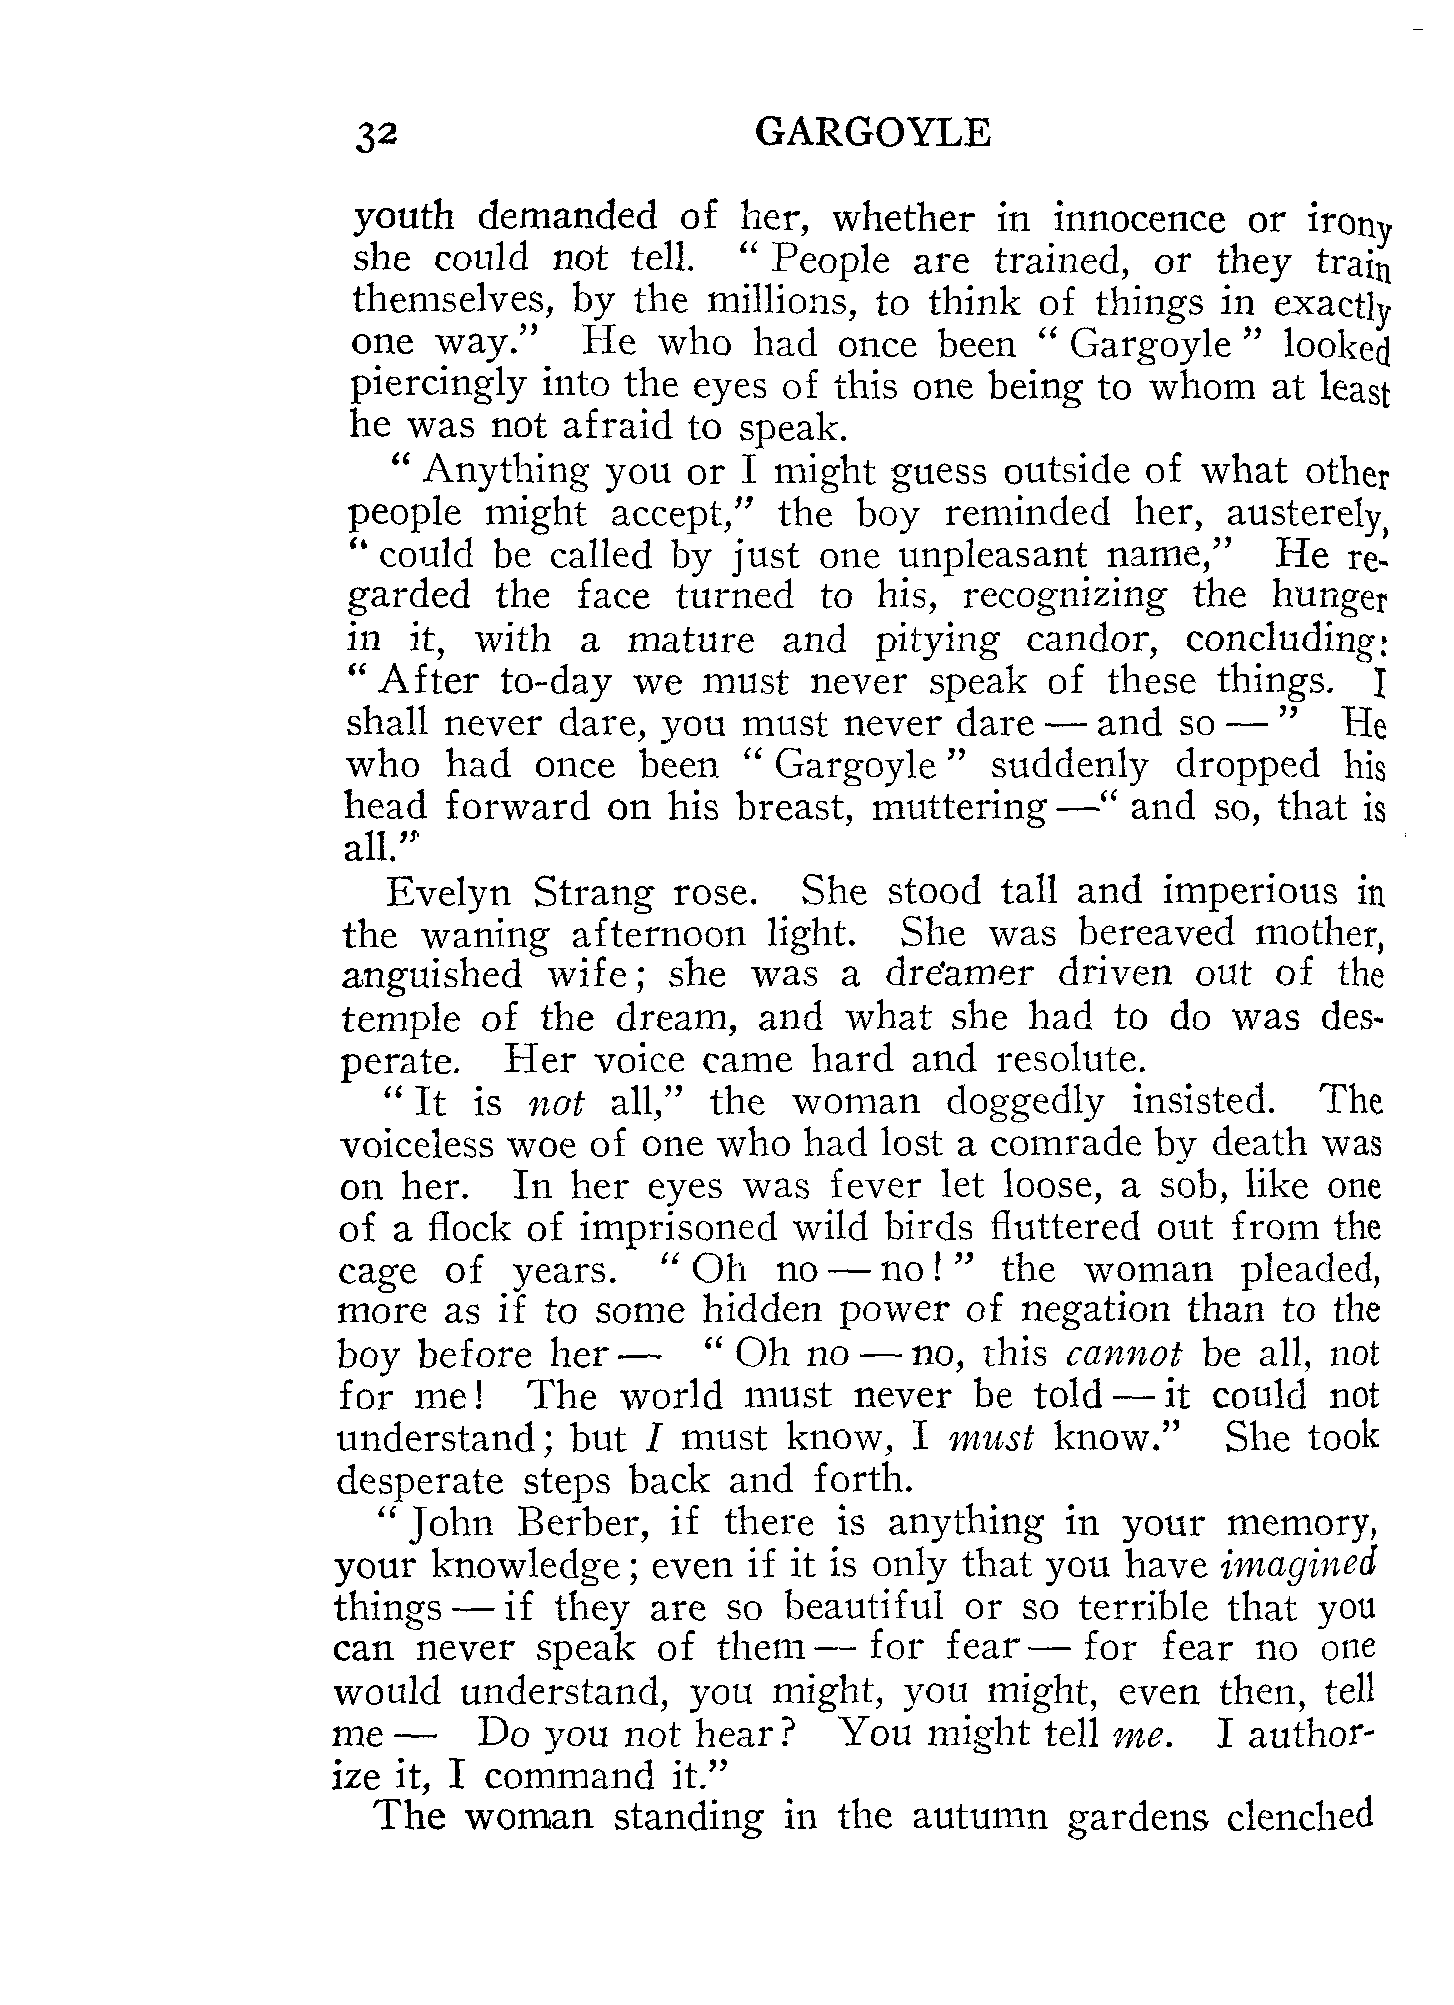 32 GARGOYLE
youth demanded of her, whether in innocence or irony
she could not tell. “ People are trained, or they train
themselves, by the millions, to think of things in exactly
one way.” He who had once been “ Gargoyle ” looked
piercingly into the eyes of this one being to whom at least
he was not afraid to speak.
“ Anything you or I might guess outside of what other
people might accept,” the boy reminded her, austerely,
“ could be called by just one unpleasant name,” He re-
garded the face turned to his, recognizing the hunger
in it, with a mature and pitying candor, concluding:
“ After to-day we must never speak of these things. I
shall never dare, you must never dare — and so — ” He
who had once been “ Gargoyle ” suddenly dropped his
head forward on his breast, muttering —“ and so, that is
all.”
Evelyn Strang rose. She stood tall and imperious in
the waning afternoon light. She was bereaved mother,
anguished wife; she was a dreamer driven out of the
temple of the dream, and what she had to do was des-
perate. Her voice came hard and resolute.
“ It is not all,” the woman doggedly insisted. The
voiceless woe of one who had lost a comrade by death was
on her. In her eyes was fever let loose, a sob, like one
of a flock of imprisoned wild birds fluttered out from the
cage of years. “ Oh no — no! ” the woman pleaded,
more as if to some hidden power of negation than to the
boy before her — “ Oh no — no, this cannot be all, not
for me! The world must never be told — it could not
understand; but I must know, I must know.” She took
desperate steps back and forth.
“ John Berber, if there is anything in your memory,
your knowledge; even if it is only that you have imagined
things — if they are so beautiful or so terrible that you
can never speak of them — for fear — for fear no one
would understand, you might, you might, even then, tell
me — Do you not hear? You might tell me. I author-
ize it, I command it.”
The woman standing in the autumn gardens clenched